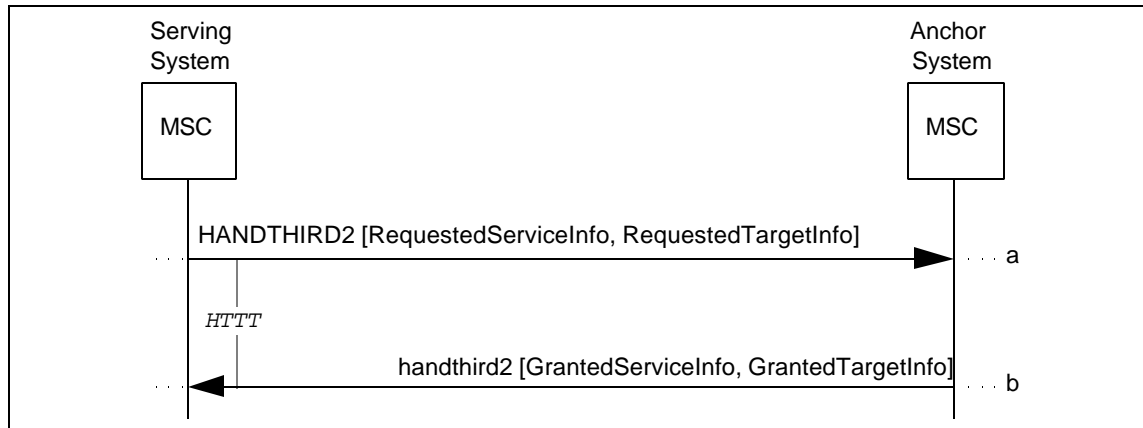 Serving Anchor
System System
MSC MSC
HANDTHIRD2 [RequestedServiceInfo, RequestedTargetInfo]
a
HTTT
handthird2 [GrantedServiceInfo, GrantedTargetInfo]
b